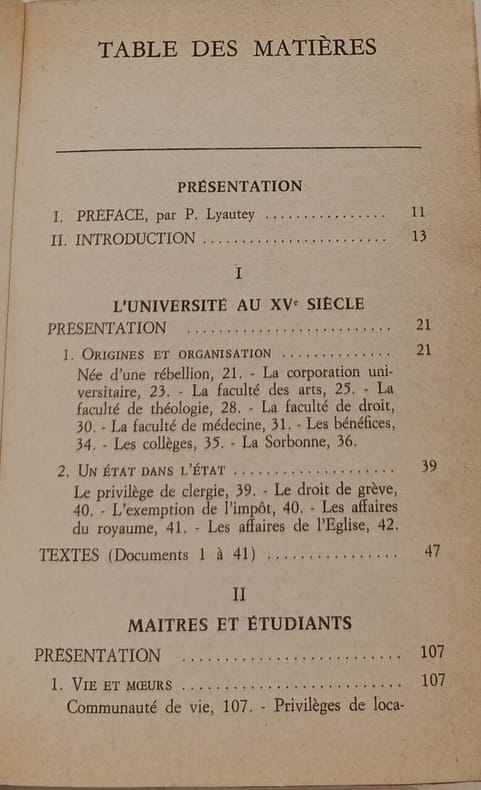 TABLE DES MATIÈRES
PRÉSENTATION
I. PREFACE, par P. Lyautey ................ 11
II. INTRODUCTION ........................ 13
I
L'UNIVERSITÉ AU XVe SIÈCLE
PRÉSENTATION .......................... 21
1. ORIGINES ET ORGANISATION .............. 21
Née d'une rébellion, 21. - La corporation uni-
versitaire, 23. - La faculté des arts, 25. - La
faculté de théologie, 28. - La faculté de droit,
30. - La faculté de médecine, 31. - Les bénéfices,
34. - Les collèges, 35. - La Sorbonne, 36.
2. UN ÉTAT DANS L'ÉTAT .................... 39
Le privilège de clergie, 39. - Le droit de grève,
40. - L'exemption de l'impôt, 40. - Les affaires
du royaume, 41. - Les affaires de l'Eglise, 42.
TEXTES (Documents 1 à 41) ................ 47
II
MAITRES ET ÉTUDIANTS
PRÉSENTATION .......................... 107
1. VIE ET MŒURS .......................... 107
Communauté de vie, 107. - Privilèges de loca-